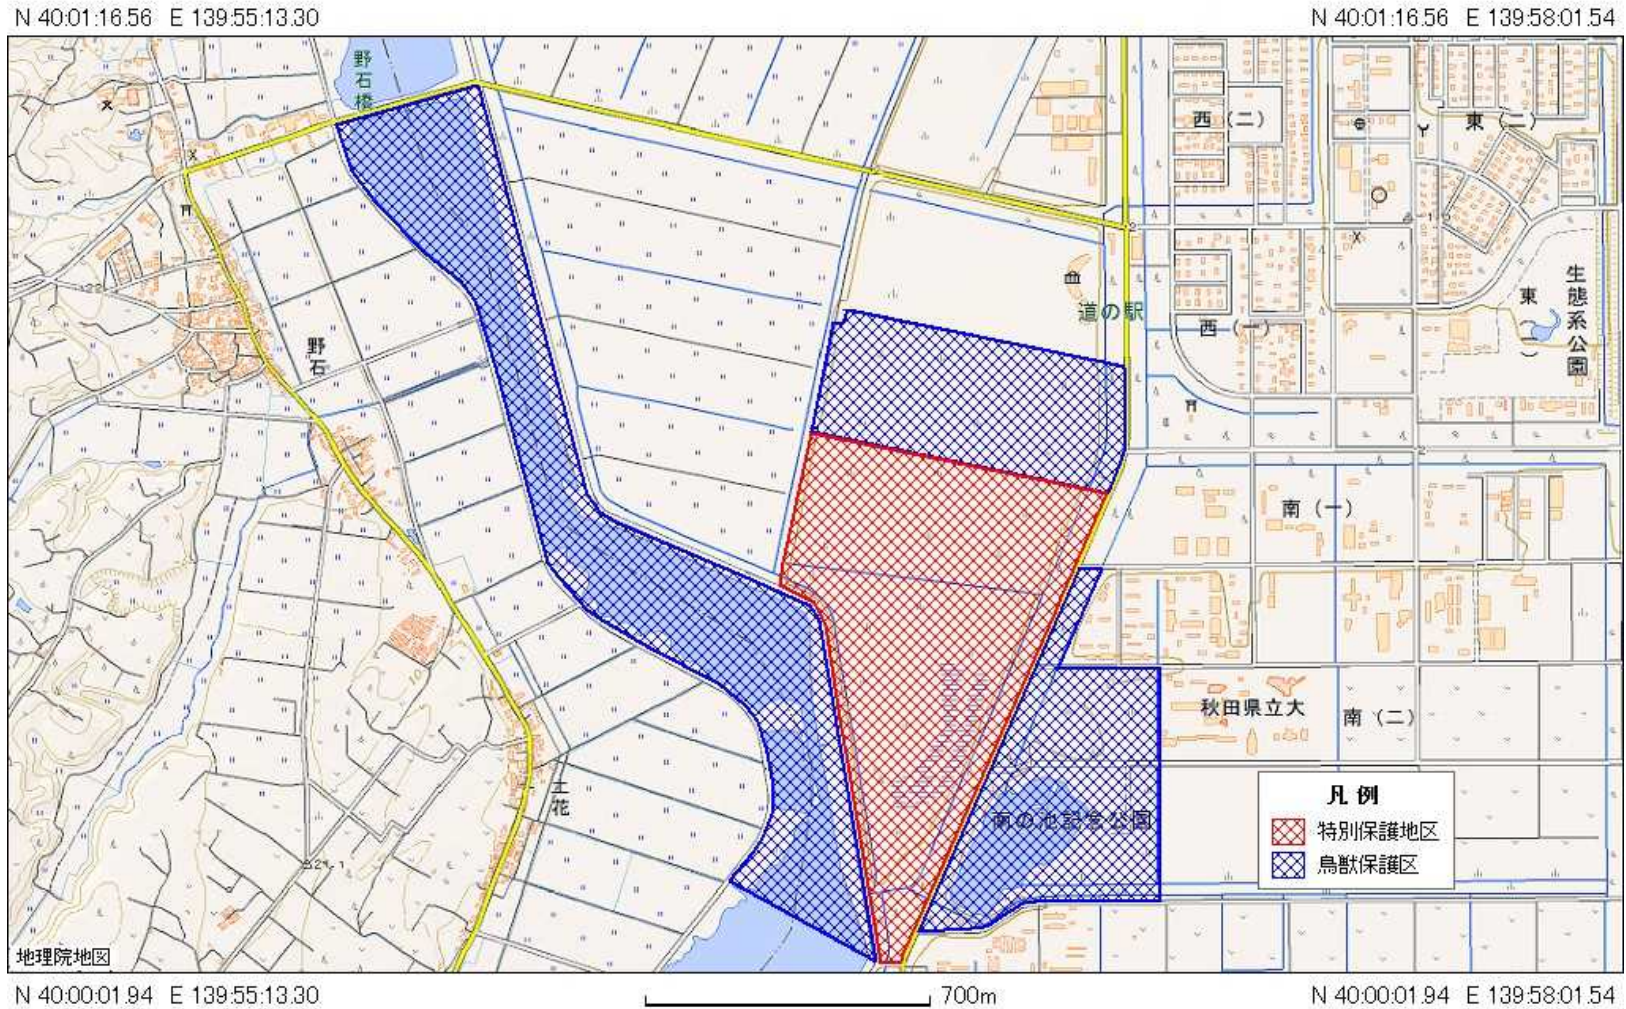 N 40:01:16.56 E 139:55:13.30
N 40:01:16.56 E 139:58:01.54
野石橋
西（二）
東（二）
道の駅
西（一）
東
生態系公園
野石
南（一）
秋田県立大
南（二）
南の池記念公園
凡例
特別保護地区
鳥獣保護区
地理院地図
N 40:00:01.94 E 139:55:13.30
700m
N 40:00:01.94 E 139:58:01.54